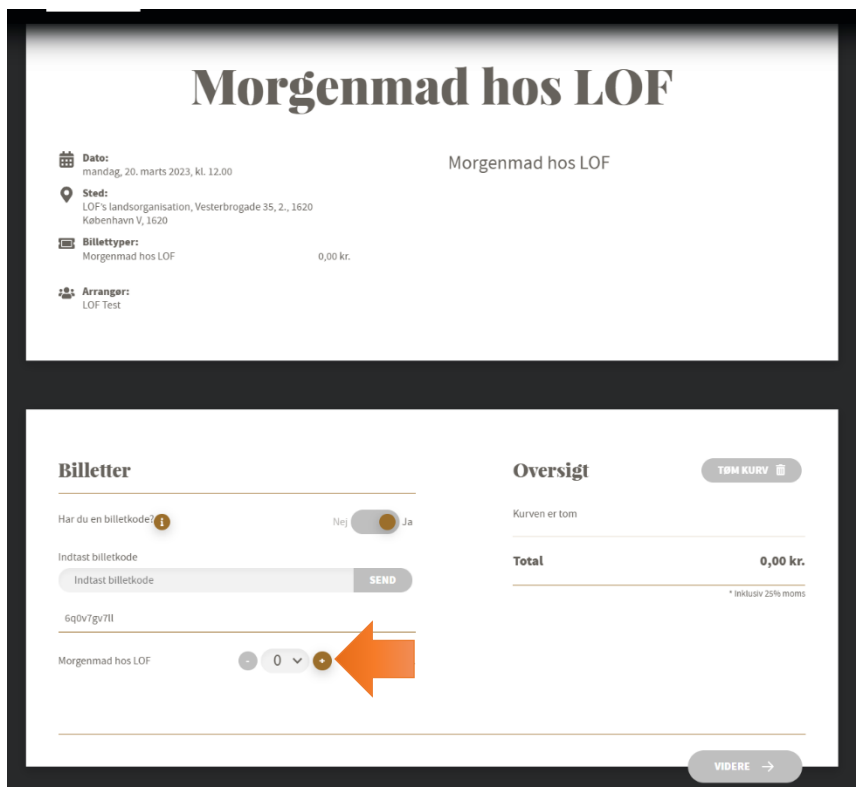 Morgenmad hos LOF
Dato:
mandag, 20. marts 2023, kl. 12.00
Sted:
LOF's landsorganisation, Vesterbrogade 35, 2., 1620
København V, 1620
Billettyper:
Morgenmad hos LOF 0,00 kr.
Arrangør:
LOF Test
Morgenmad hos LOF
Billetter
Har du en billetkode?
Nej Ja
Indtast billetkode
Indtast billetkode SEND
6q0v7gv7ll
Morgenmad hos LOF - 0 +
Oversigt TØM KURV
Kurven er tom
Total 0,00 kr.
* Inklusiv 25% moms
VIDERE →